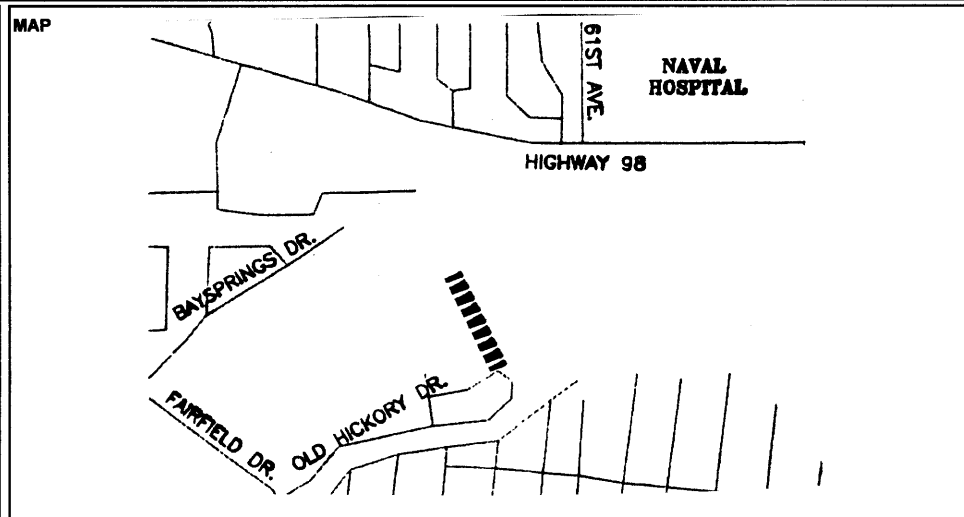 MAP
61ST AVE.
NAVAL
HOSPITAL
HIGHWAY 98
BAYSPRINGS DR.
FAIRFIELD DR.
OLD HICKORY DR.